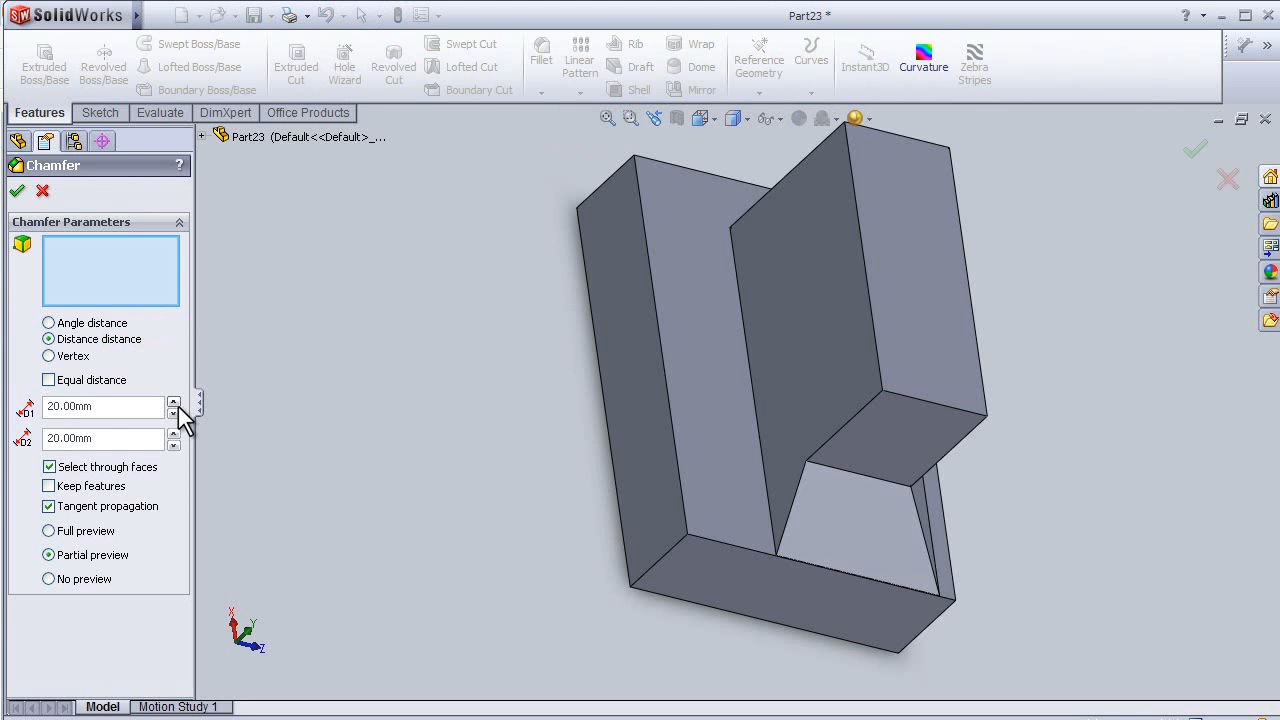 SolidWorks
Part23 *
Extruded Boss/Base
Revolved Boss/Base
Swept Boss/Base
Lofted Boss/Base
Boundary Boss/Base
Extruded Cut
Hole Wizard
Revolved Cut
Swept Cut
Lofted Cut
Boundary Cut
Fillet
Linear Pattern
Rib
Draft
Shell
Wrap
Dome
Mirror
Reference Geometry
Curves
Instant3D
Curvature
Zebra Stripes
Features
Sketch
Evaluate
DimXpert
Office Products
Part23 (Default<<Default>_...
Chamfer
?
Chamfer Parameters
Angle distance
Distance distance
Vertex
Equal distance
D1
20.00mm
D2
20.00mm
Select through faces
Keep features
Tangent propagation
Full preview
Partial preview
No preview
X
Y
Z
Model
Motion Study 1